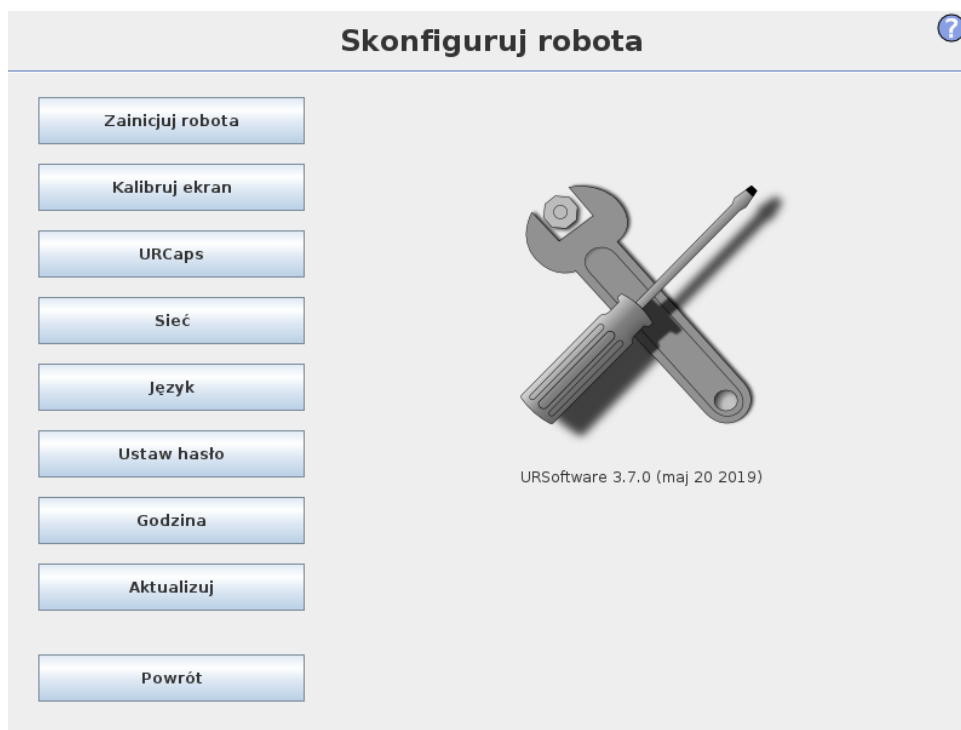 Skonfiguruj robota
?
Zainicjuj robota
Kalibruj ekran
URCaps
Sieć
Język
Ustaw hasło
Godzina
Aktualizuj
Powrót
URSoftware 3.7.0 (maj 20 2019)